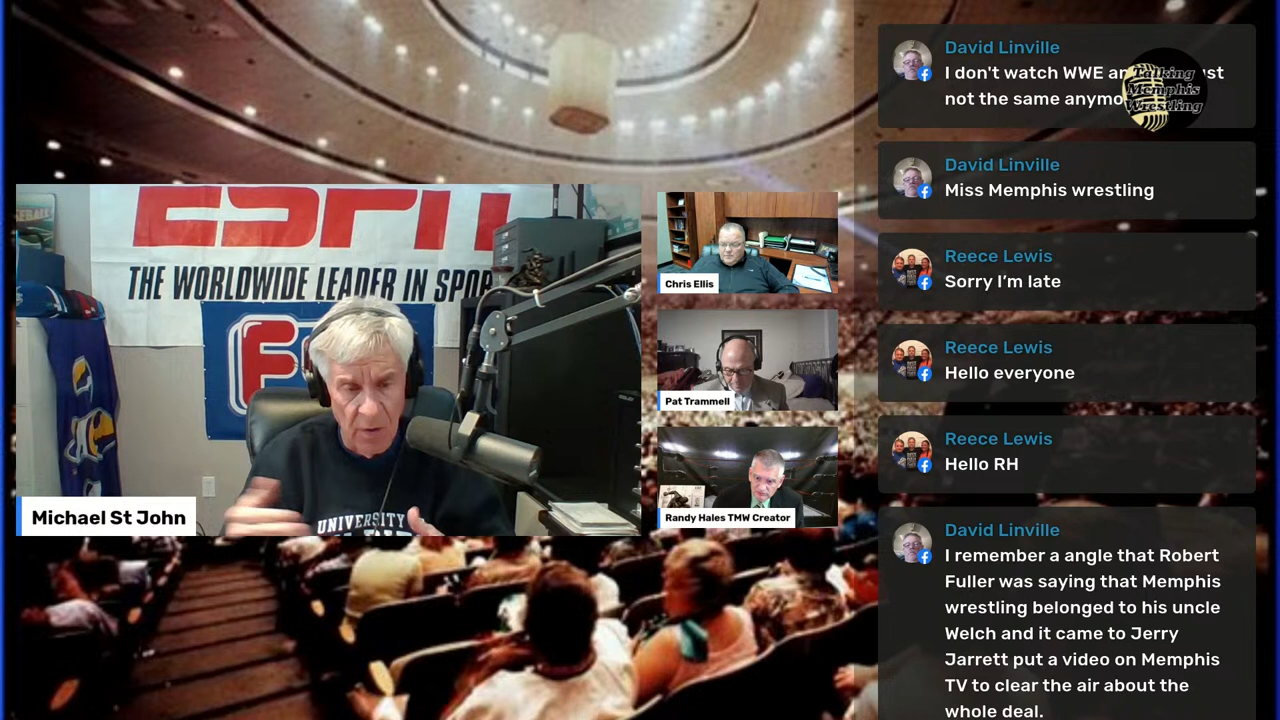 ESPN
THE WORLDWIDE LEADER IN SPOR
Michael St John
UNIVERSITY
Chris Ellis
Pat Trammell
Randy Hales TMW Creator
Talking
Memphis
Wrestling
David Linville
I don't watch WWE an
st
not the same anymo
David Linville
Miss Memphis wrestling
Reece Lewis
Sorry I’m late
Reece Lewis
Hello everyone
Reece Lewis
Hello RH
David Linville
I remember a angle that Robert
Fuller was saying that Memphis
wrestling belonged to his uncle
Welch and it came to Jerry
Jarrett put a video on Memphis
TV to clear the air about the
whole deal.